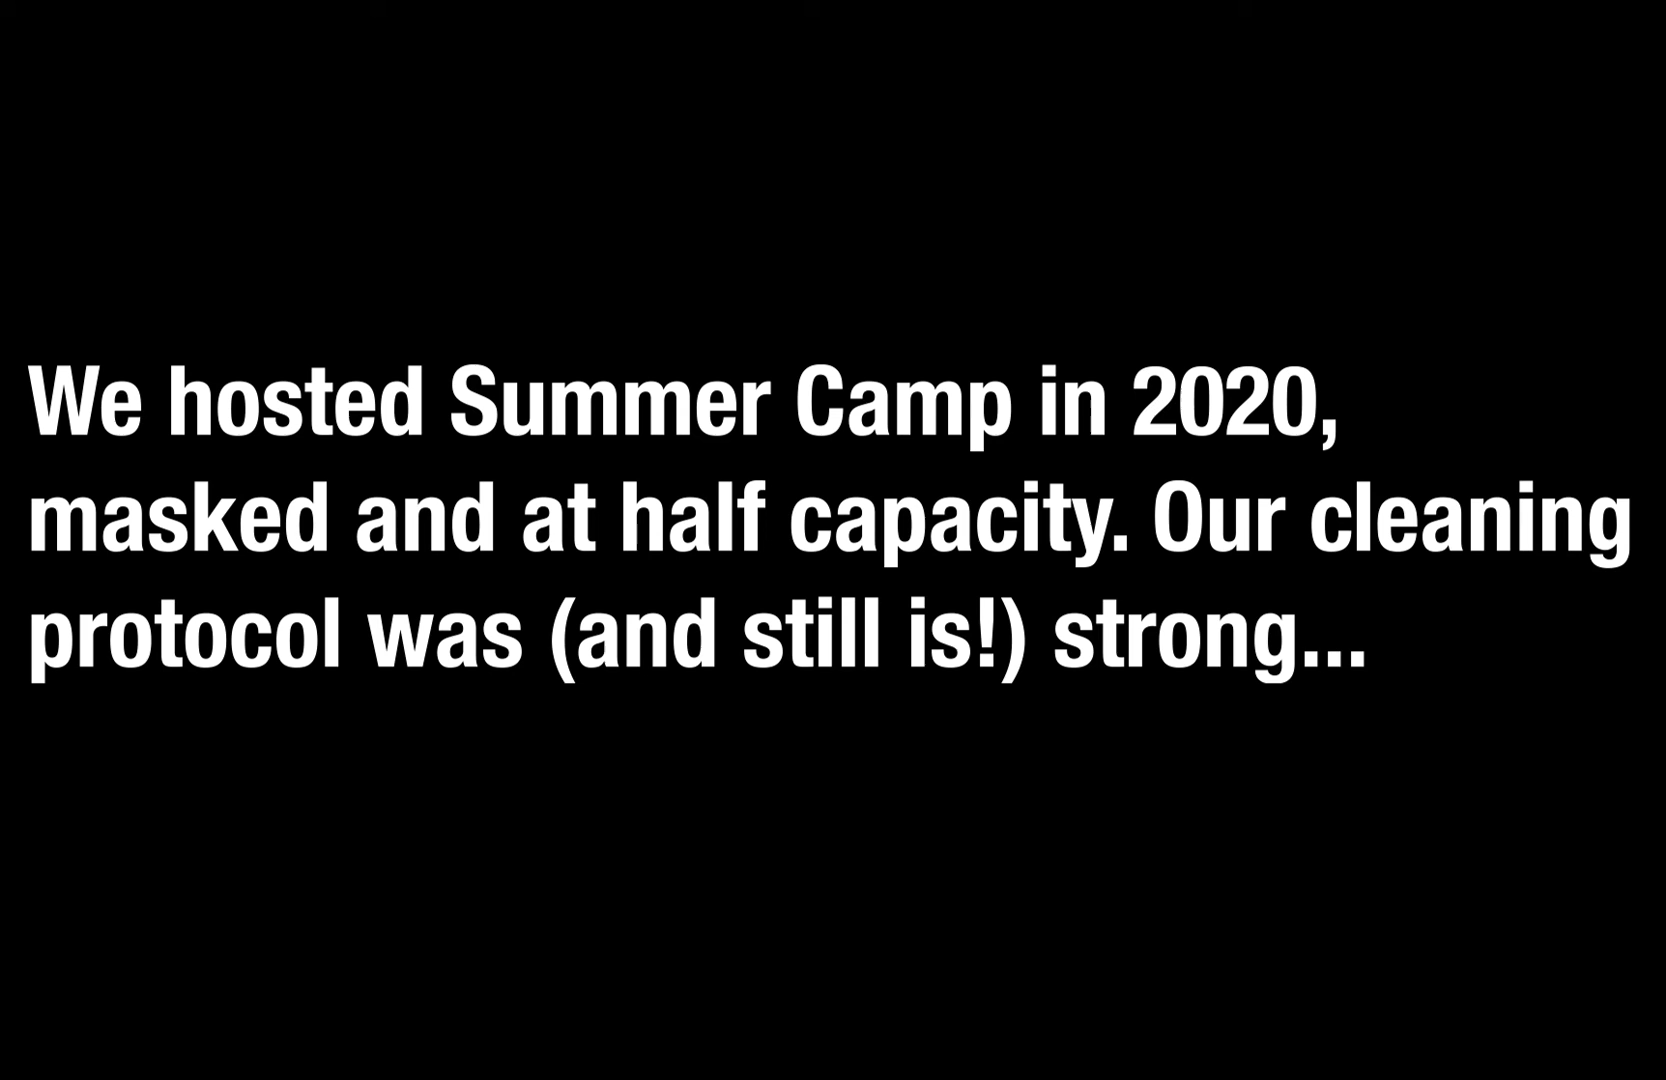 We hosted Summer Camp in 2020,
masked and at half capacity. Our cleaning
protocol was (and still is!) strong...